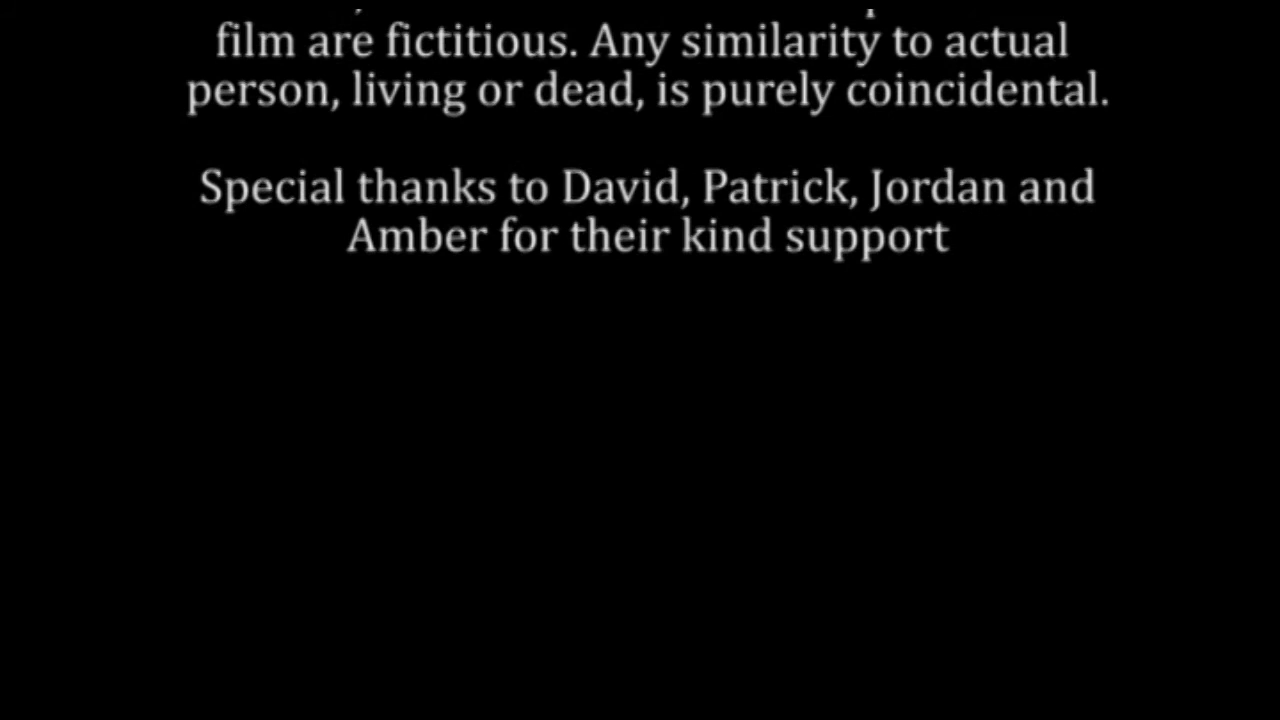 film are fictitious. Any similarity to actual
person, living or dead, is purely coincidental.
Special thanks to David, Patrick, Jordan and
Amber for their kind support